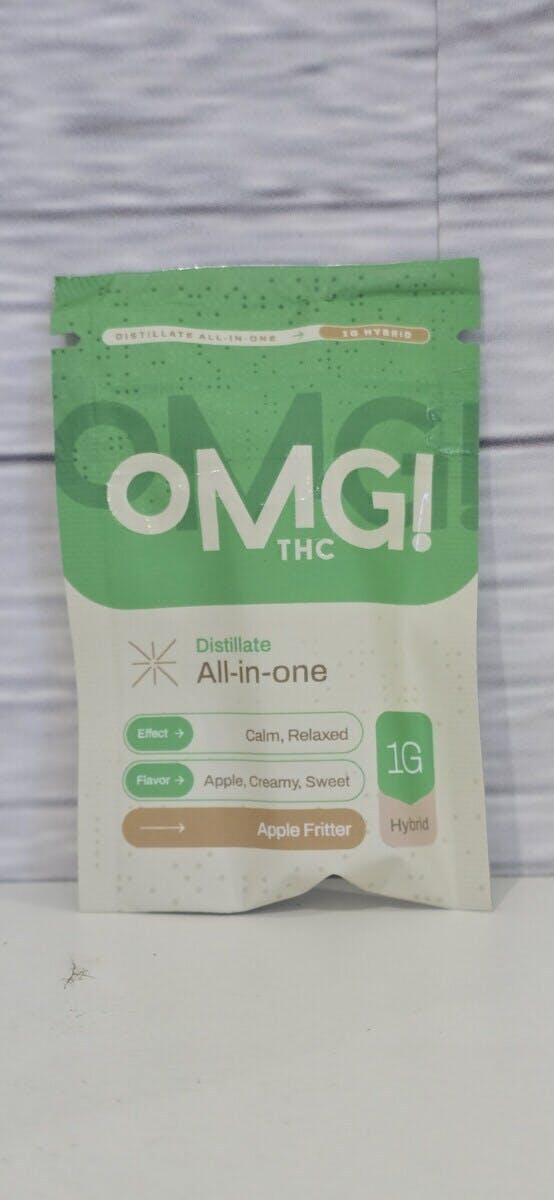 DISTILLATE ALL-IN-ONE → 1G HYBRID
OMG!
OMG!
THC
Distillate
All-in-one
Effect → Calm, Relaxed
Flavor → Apple, Creamy, Sweet
1G
Apple Fritter
Hybrid